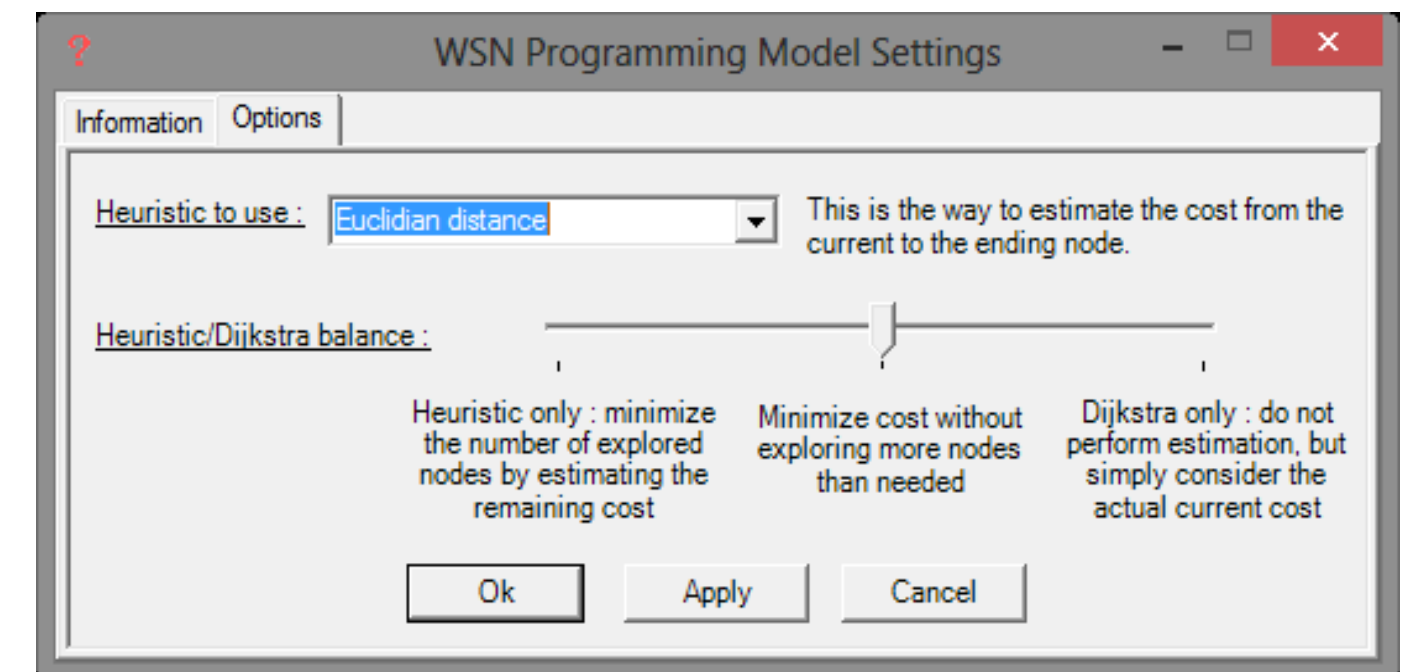 ?
WSN Programming Model Settings
Information Options
Heuristic to use :
Euclidian distance
This is the way to estimate the cost from the
current to the ending node.
Heuristic/Dijkstra balance :
Heuristic only : minimize
the number of explored
nodes by estimating the
remaining cost
Minimize cost without
exploring more nodes
than needed
Dijkstra only : do not
perform estimation, but
simply consider the
actual current cost
Ok Apply Cancel